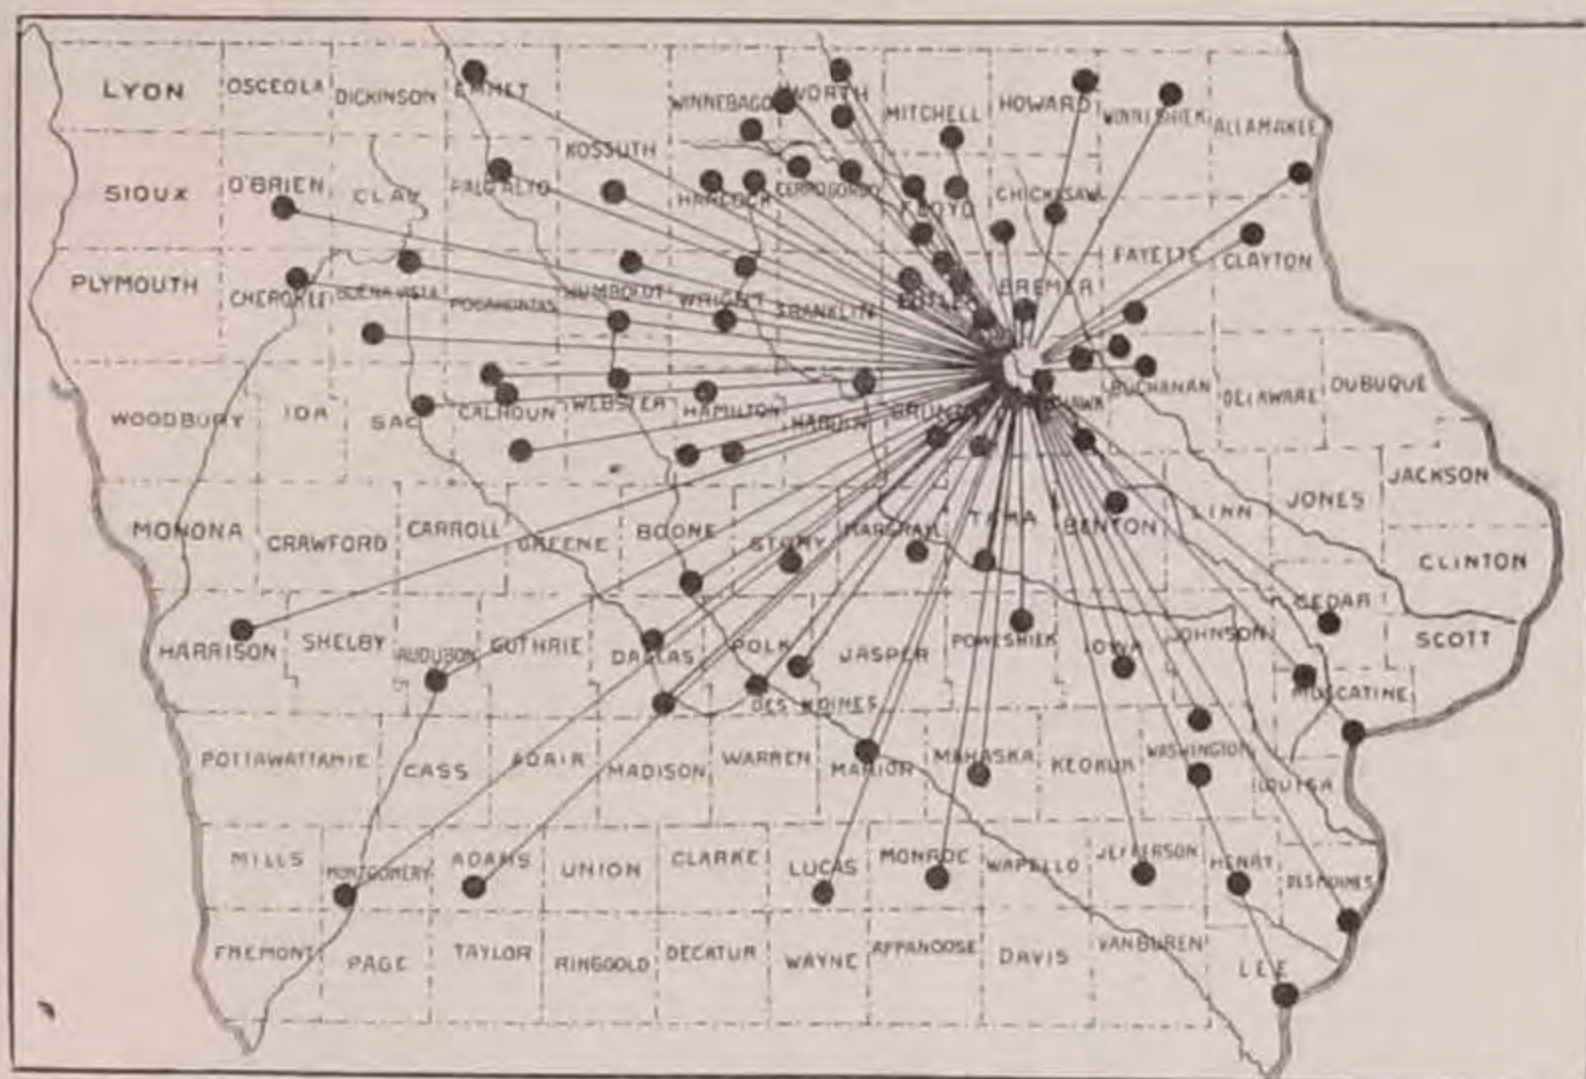 LYON
OSCEOLA
DICKINSON
EMMET
KOSSUTH
WINNEBAGO
WORTH
MITCHELL
HOWARD
WINNESHIEK
ALLAMAKEE
SIOUX
O'BRIEN
CLAY
PALO ALTO
HANCOCK
CERRO GORDO
FLOYD
CHICKASAW
PLYMOUTH
CHEROKEE
BUENA VISTA
POCAHONTAS
HUMBOLDT
WRIGHT
FRANKLIN
BUTLER
BREMER
FAYETTE
CLAYTON
WOODBURY
IDA
SAC
CALHOUN
WEBSTER
HAMILTON
HARDIN
GRUNDY
HAWK
BUCHANAN
DELAWARE
DUBUQUE
MONONA
CRAWFORD
CARROLL
GREENE
BOONE
STORY
MARSHALL
TAMA
BENTON
LINN
JONES
JACKSON
CLINTON
CEDAR
HARRISON
SHELBY
AUDUBON
GUTHRIE
DALLAS
POLK
DES MOINES
JASPER
POWESHIEK
IOWA
JOHNSON
SCOTT
MUSCATINE
POTTAWATTAMIE
CASS
ADAIR
MADISON
WARREN
MARION
MAHASKA
KEOKUK
WASHINGTON
LOUISA
MILLS
MONTGOMERY
ADAMS
UNION
CLARKE
LUCAS
MONROE
WAPELLO
JEFFERSON
HENRY
DES MOINES
FREMONT
PAGE
TAYLOR
RINGGOLD
DECATUR
WAYNE
APPANOOSE
DAVIS
VAN BUREN
LEE